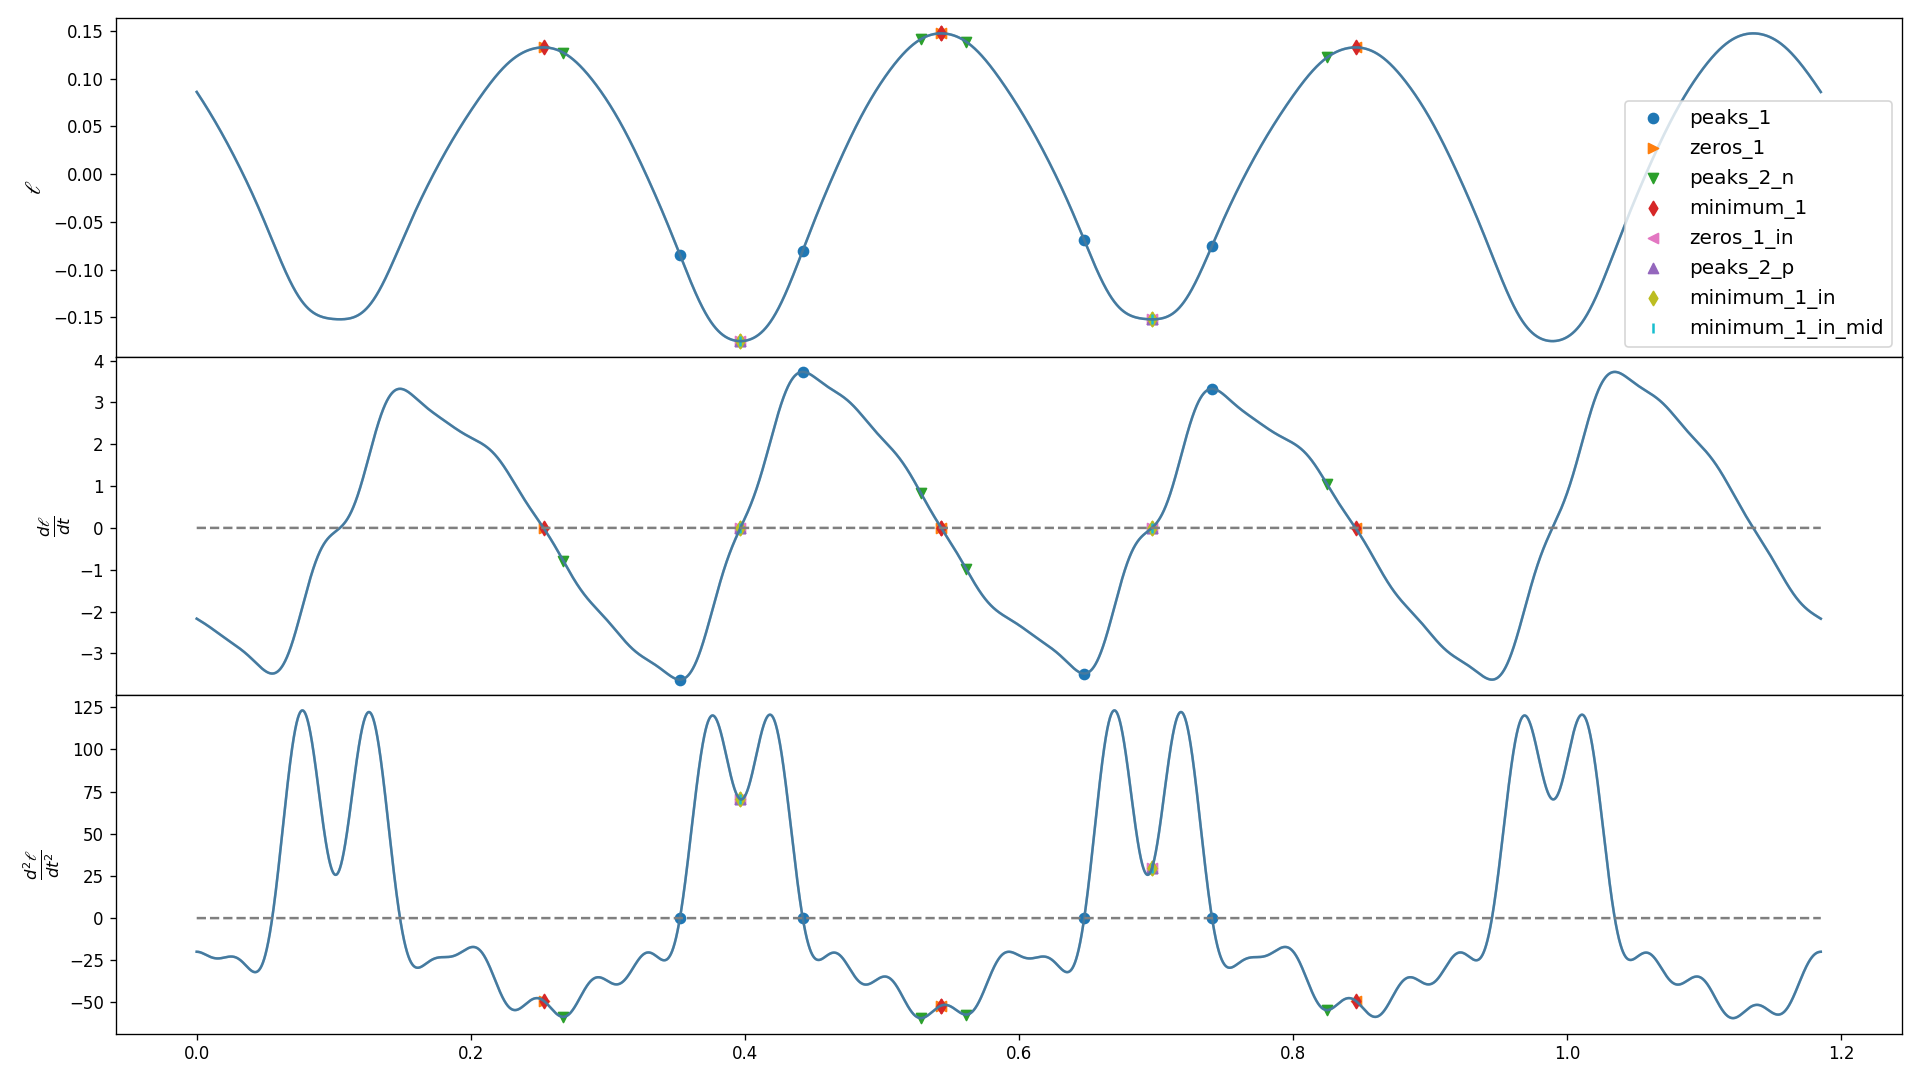 0.15
0.10
0.05
0.00
−0.05
−0.10
−0.15
ℓ
peaks_1
zeros_1
peaks_2_n
minimum_1
zeros_1_in
peaks_2_p
minimum_1_in
minimum_1_in_mid
4
3
2
1
0
−1
−2
−3
dℓ
dt
125
100
75
50
25
0
−25
−50
d²ℓ
dt²
0.0 0.2 0.4 0.6 0.8 1.0 1.2